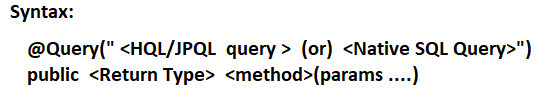 Syntax:
@Query(" <HQL/JPQL query > (or) <Native SQL Query>")
public <Return Type> <method>(params ....)